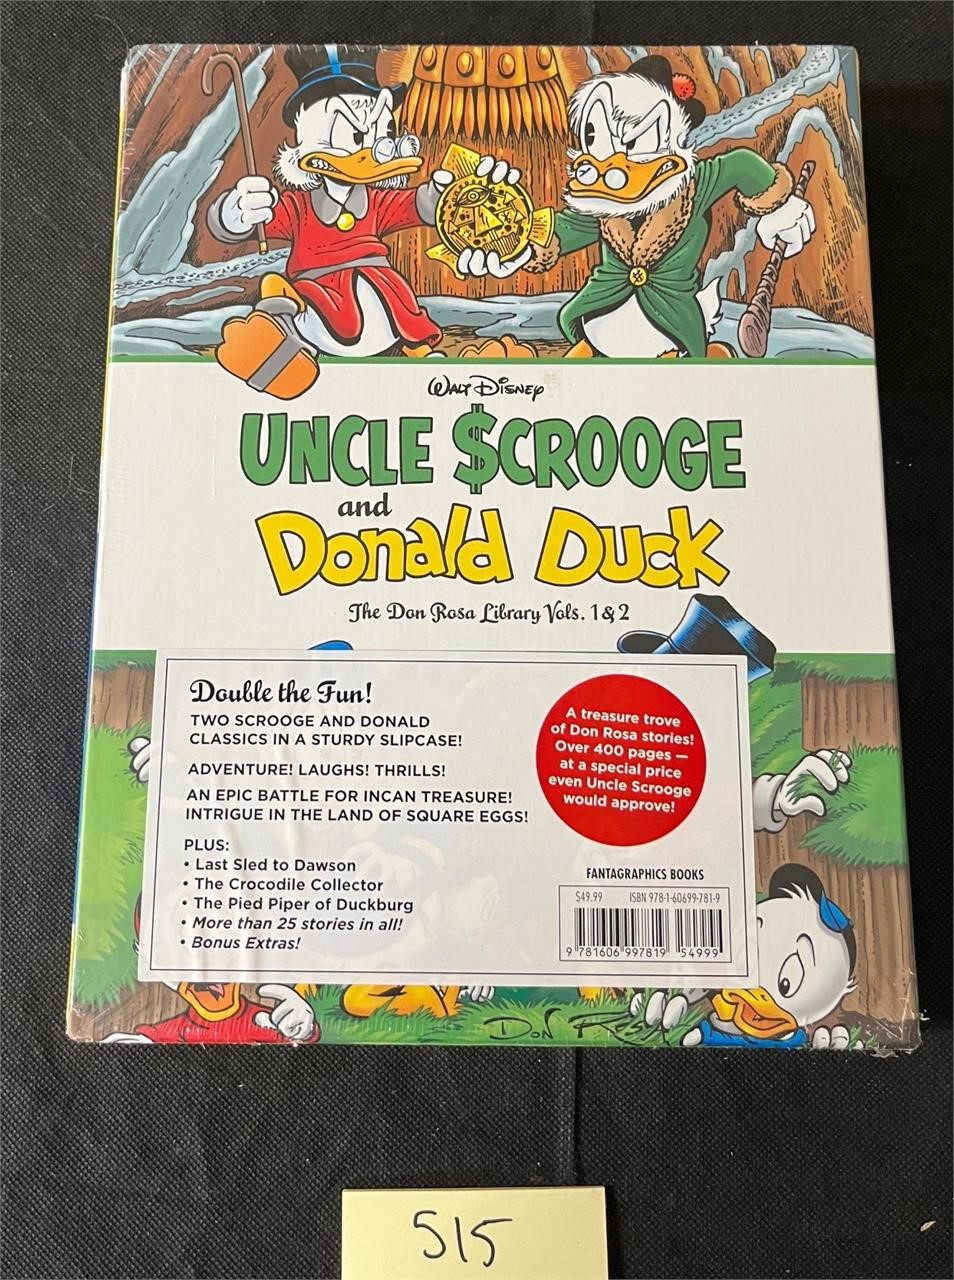 WALT DISNEY
UNCLE $CROOGE
and
Donald Duck
The Don Rosa Library Vols. 1 & 2
Double the Fun!
TWO SCROOGE AND DONALD
CLASSICS IN A STURDY SLIPCASE!
ADVENTURE! LAUGHS! THRILLS!
AN EPIC BATTLE FOR INCAN TREASURE!
INTRIGUE IN THE LAND OF SQUARE EGGS!
PLUS:
• Last Sled to Dawson
• The Crocodile Collector
• The Pied Piper of Duckburg
• More than 25 stories in all!
• Bonus Extras!
A treasure trove
of Don Rosa stories!
Over 400 pages —
at a special price
even Uncle Scrooge
would approve!
FANTAGRAPHICS BOOKS
$49.99 ISBN 978-1-60699-781-9
9 781606 997819 54999
DON ROSA
515